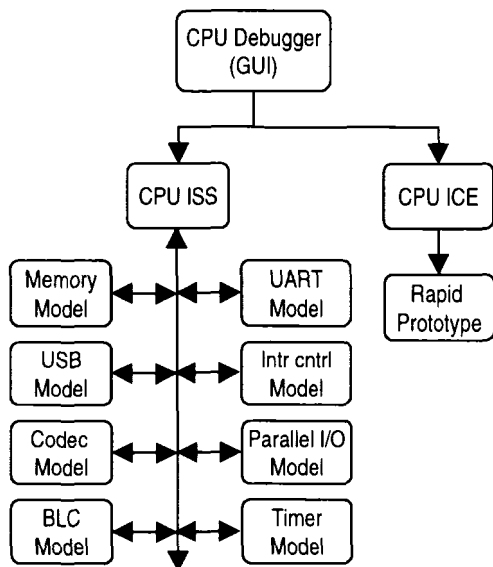 CPU Debugger
(GUI)
CPU ISS
CPU ICE
Memory
Model
UART
Model
Rapid
Prototype
USB
Model
Intr cntrl
Model
Codec
Model
Parallel I/O
Model
BLC
Model
Timer
Model